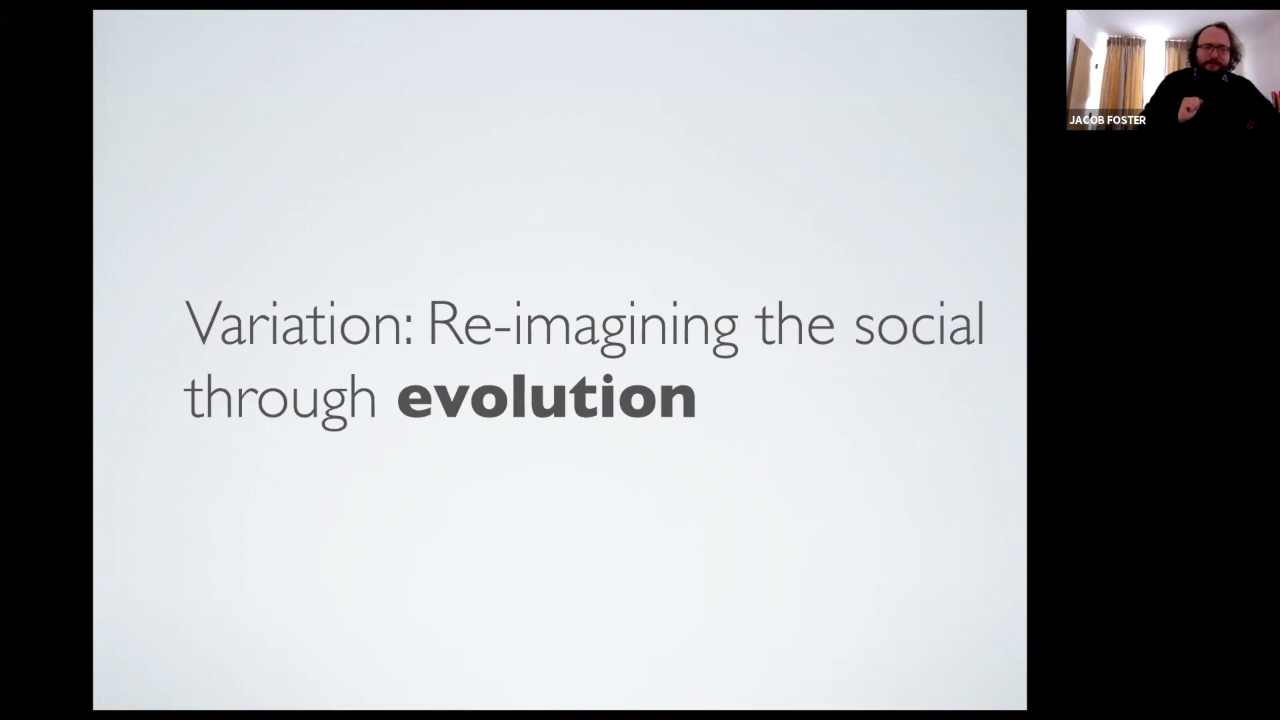 Variation: Re-imagining the social
through evolution
JACOB FOSTER